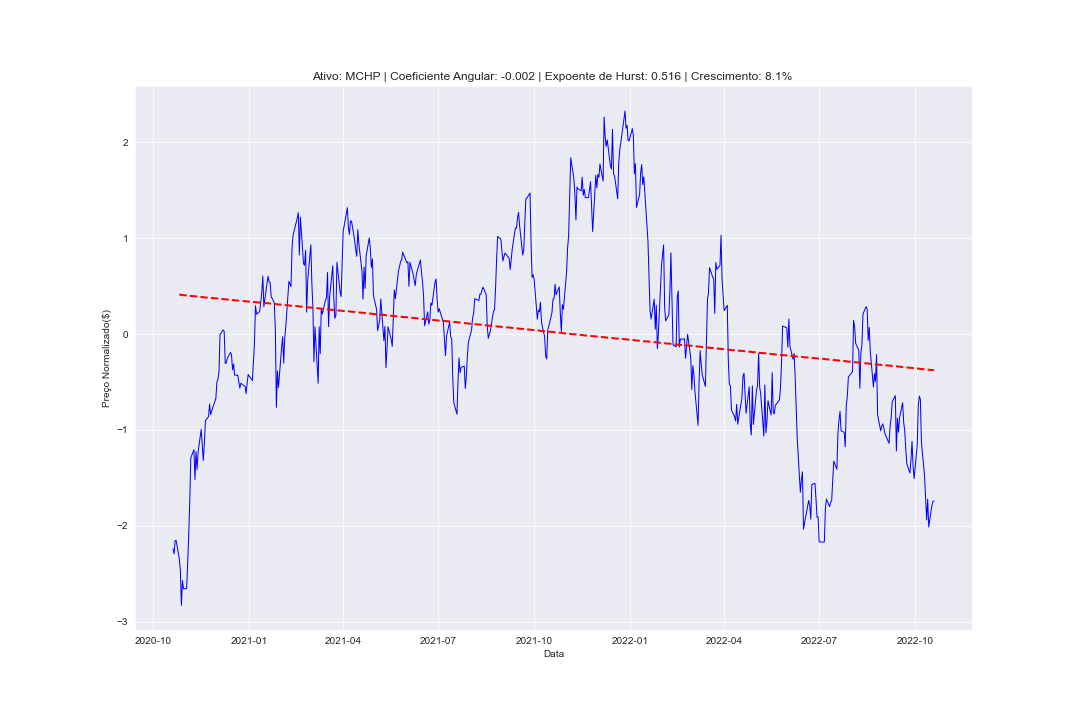 Ativo: MCHP | Coeficiente Angular: -0.002 | Expoente de Hurst: 0.516 | Crescimento: 8.1%
2
1
0
−1
−2
−3
Preço Normalizado($)
2020-10 2021-01 2021-04 2021-07 2021-10 2022-01 2022-04 2022-07 2022-10
Data